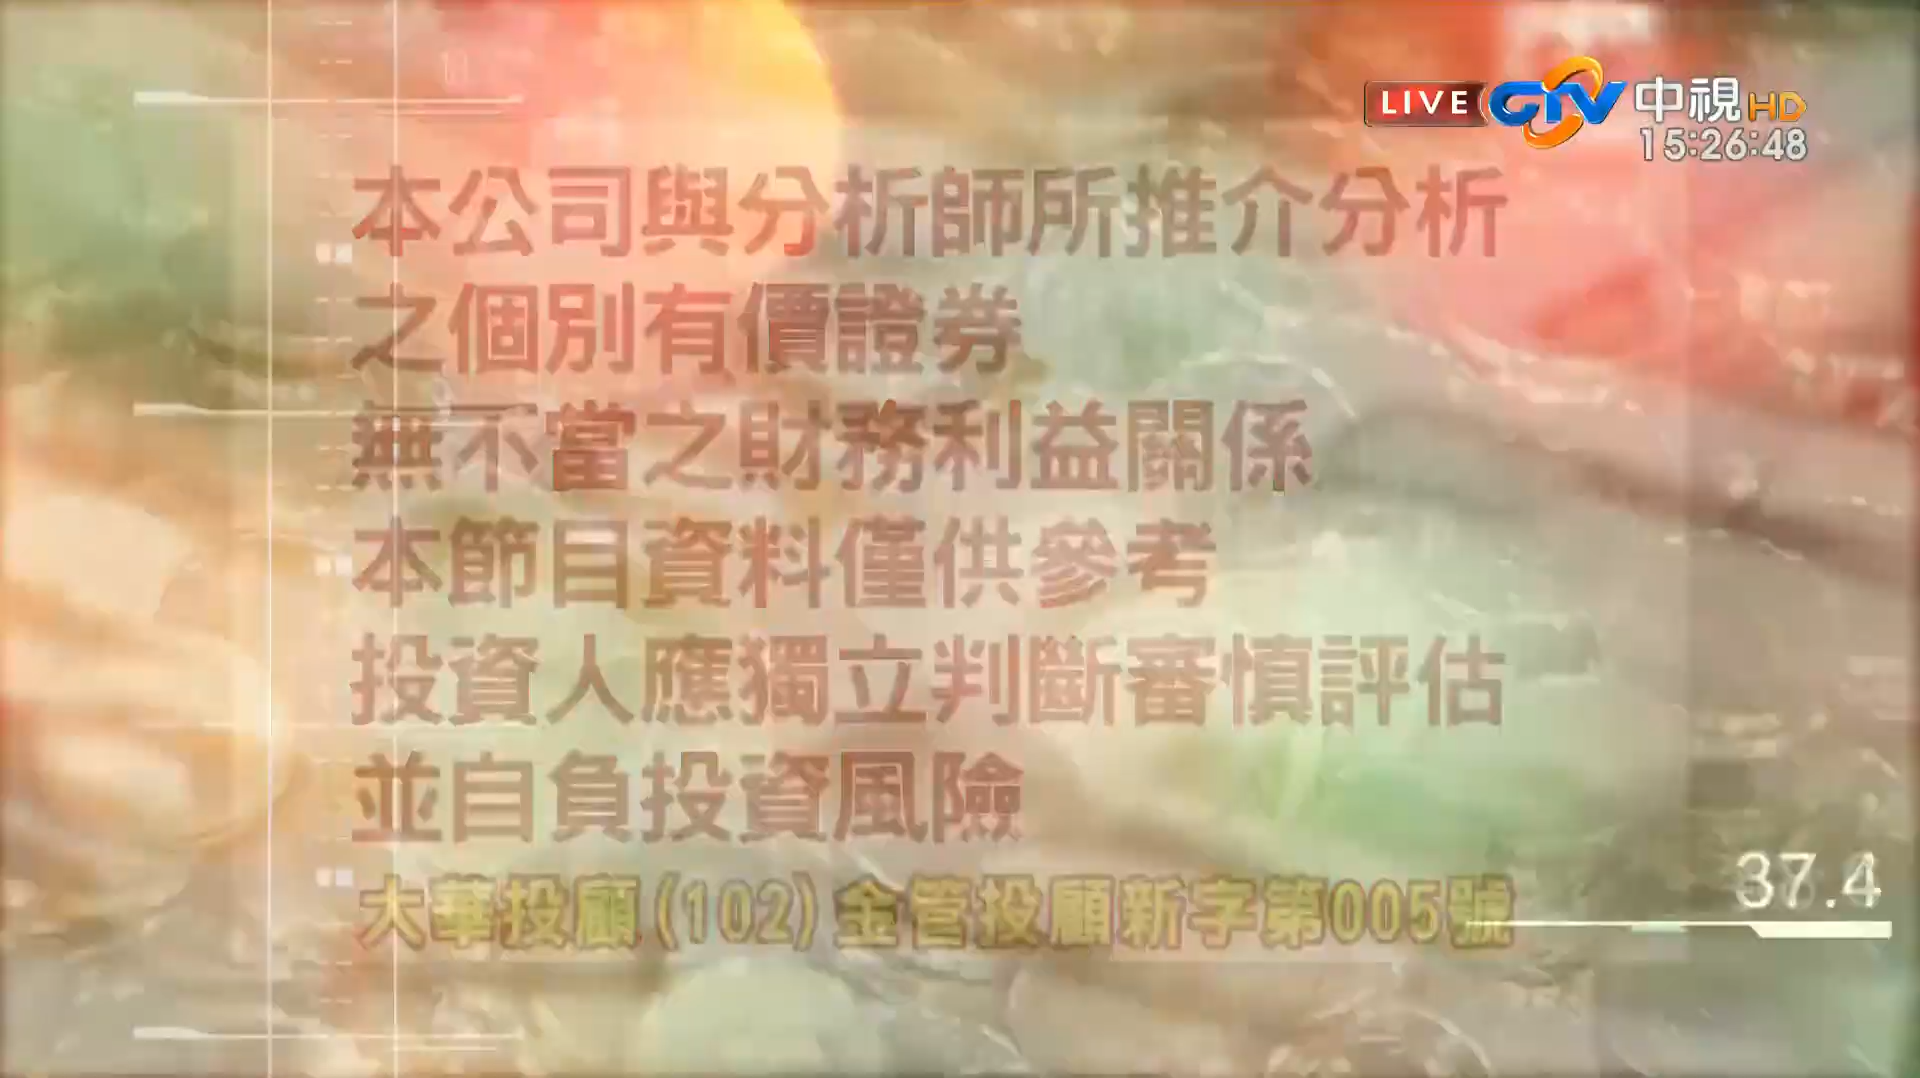 LIVE CTV 中視 HD
15:26:48
本公司與分析師所推介分析
之個別有價證券
無不當之財務利益關係
本節目資料僅供參考
投資人應獨立判斷審慎評估
並自負投資風險
大華投顧(102)金管投顧新字第005號